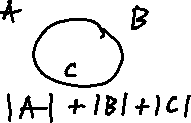 A B
C
|A| + |B| + |C|